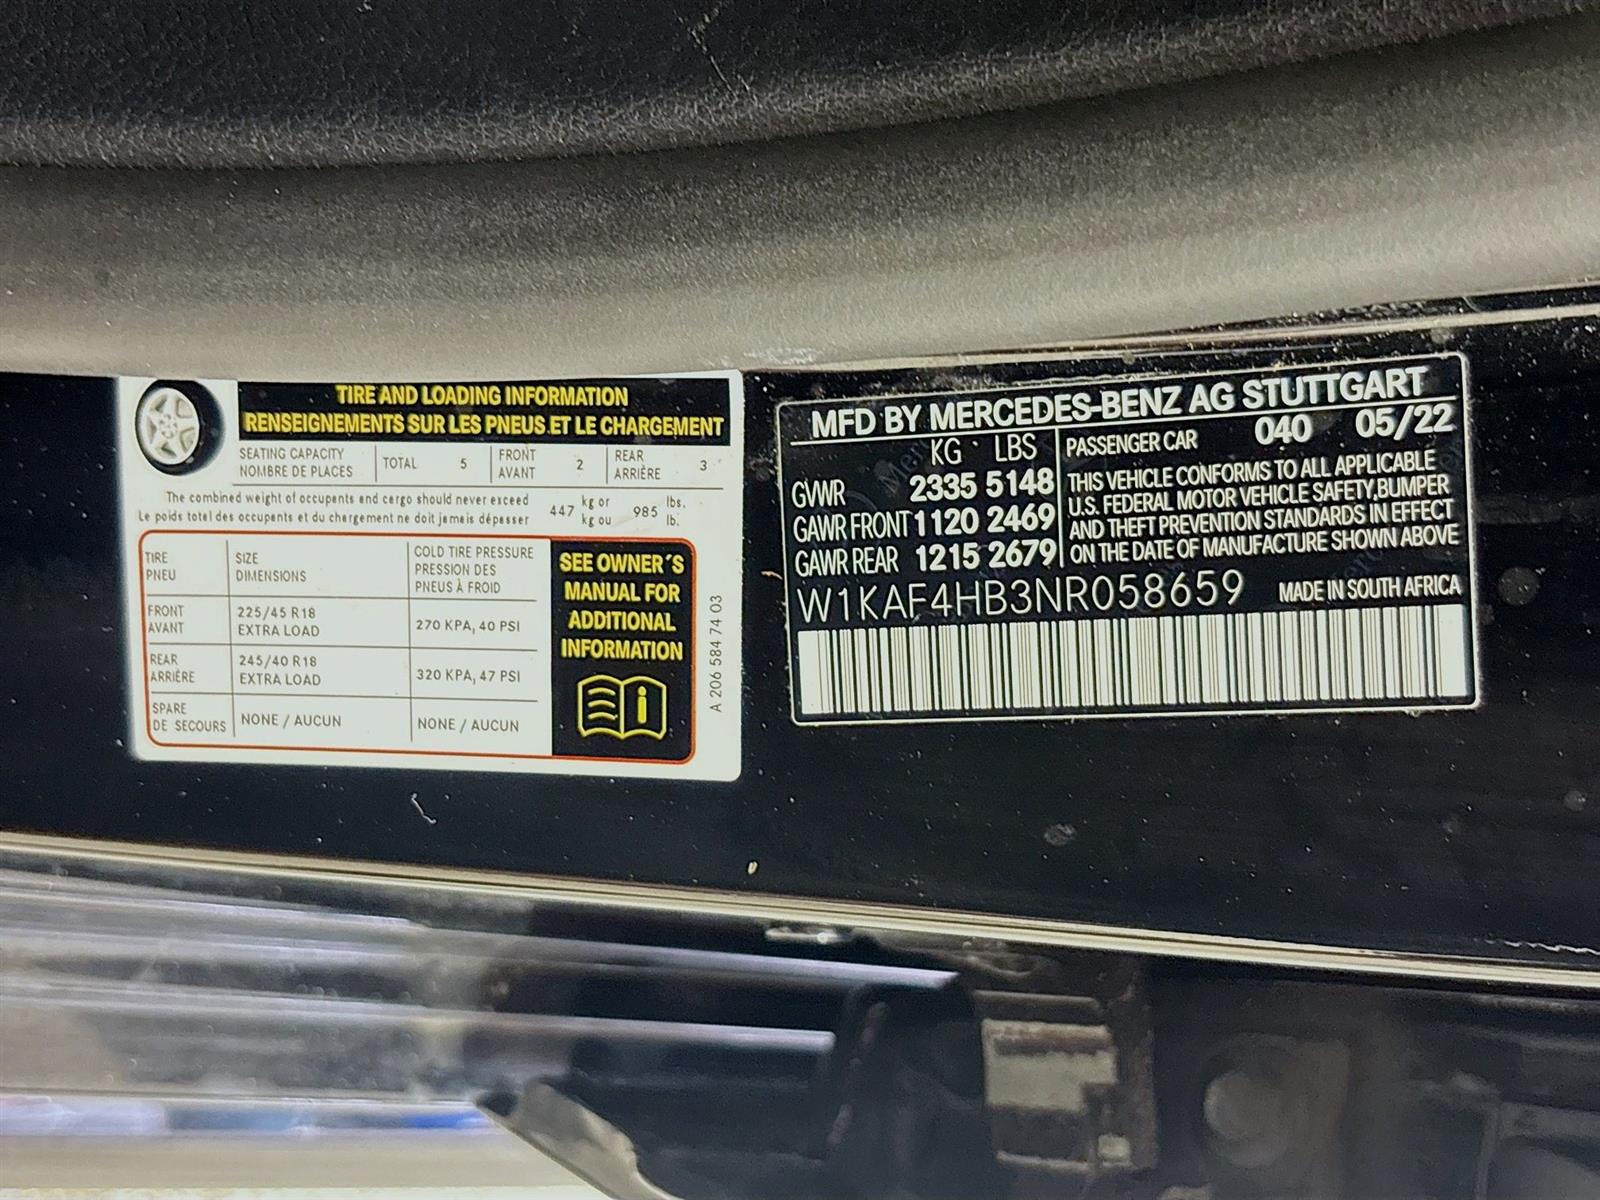 TIRE AND LOADING INFORMATION
RENSEIGNEMENTS SUR LES PNEUS ET LE CHARGEMENT
SEATING CAPACITY
NOMBRE DE PLACES
TOTAL 5
FRONT
AVANT
2
REAR
ARRIÈRE
3
The combined weight of occupents and cargo should never exceed
Le poids total des occupents et du chargement ne doit jamais dépasser
447 kg or
kg ou
985 lbs.
lb.
TIRE
PNEU
SIZE
DIMENSIONS
COLD TIRE PRESSURE
PRESSION DES
PNEUS À FROID
FRONT
AVANT
225/45 R18
EXTRA LOAD
270 KPA, 40 PSI
REAR
ARRIÈRE
245/40 R18
EXTRA LOAD
320 KPA, 47 PSI
SPARE
DE SECOURS
NONE / AUCUN
NONE / AUCUN
SEE OWNER´S
MANUAL FOR
ADDITIONAL
INFORMATION
A 206 584 74 03
MFD BY MERCEDES-BENZ AG STUTTGART
KG LBS
GVWR 2335 5148
GAWR FRONT 1120 2469
GAWR REAR 1215 2679
PASSENGER CAR 040 05/22
THIS VEHICLE CONFORMS TO ALL APPLICABLE
U.S. FEDERAL MOTOR VEHICLE SAFETY,BUMPER
AND THEFT PREVENTION STANDARDS IN EFFECT
ON THE DATE OF MANUFACTURE SHOWN ABOVE
W1KAF4HB3NR058659 MADE IN SOUTH AFRICA